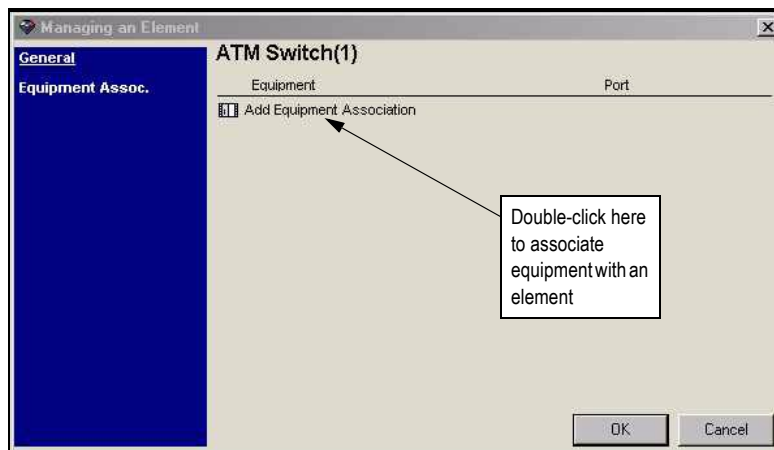 Managing an Element
General
ATM Switch(1)
Equipment Assoc.
Equipment Port
Add Equipment Association
Double-click here
to associate
equipment with an
element
OK Cancel